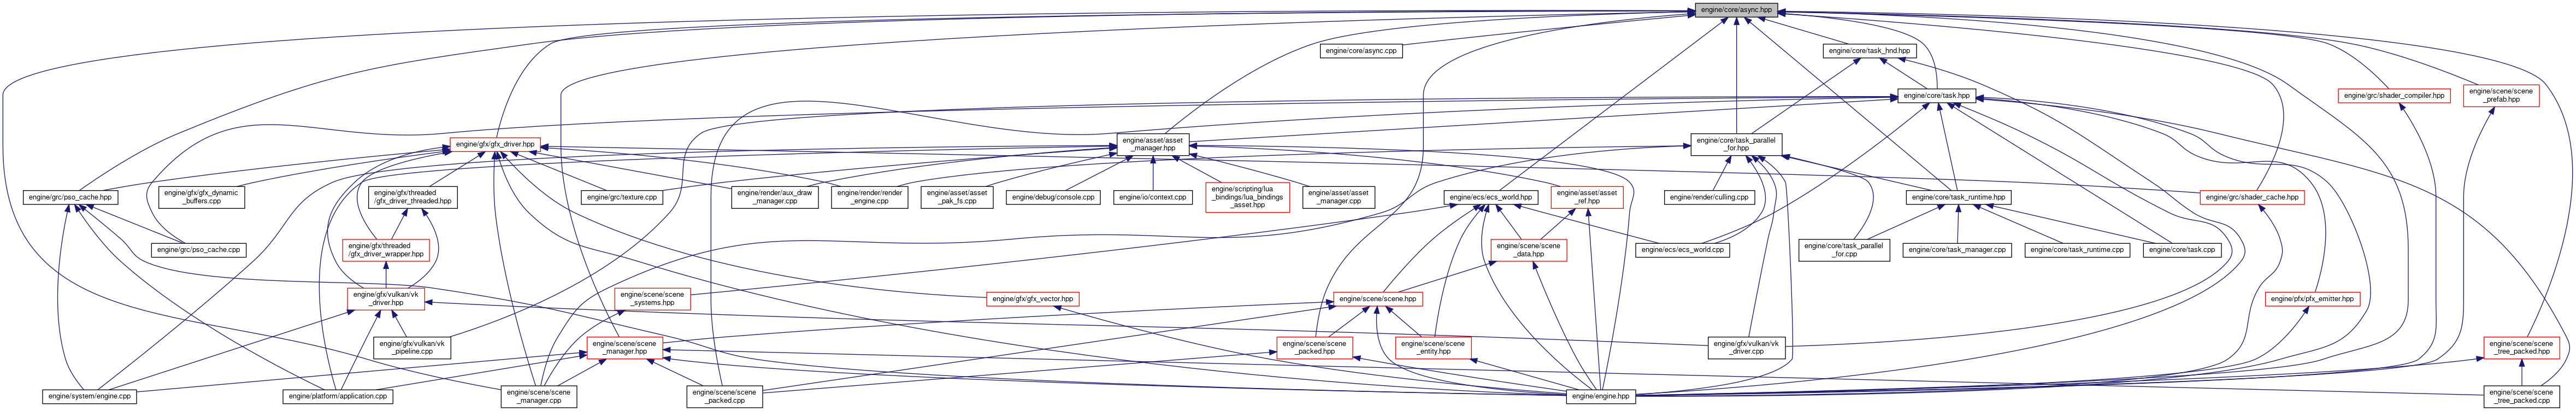 engine/core/async.hpp
engine/core/async.cpp
engine/core/task_hnd.hpp
engine/core/task.hpp
engine/grc/shader_compiler.hpp
engine/scene/scene
_prefab.hpp
engine/gfx/gfx_driver.hpp
engine/asset/asset
_manager.hpp
engine/core/task_parallel
_for.hpp
engine/grc/pso_cache.hpp
engine/gfx/gfx_dynamic
_buffers.cpp
engine/gfx/threaded
/gfx_driver_threaded.hpp
engine/grc/texture.cpp
engine/render/aux_draw
_manager.cpp
engine/render/render
_engine.cpp
engine/asset/asset
_pak_fs.cpp
engine/debug/console.cpp
engine/io/context.cpp
engine/scripting/lua
_bindings/lua_bindings
_asset.hpp
engine/asset/asset
_manager.cpp
engine/ecs/ecs_world.hpp
engine/asset/asset
_ref.hpp
engine/render/culling.cpp
engine/core/task_runtime.hpp
engine/grc/shader_cache.hpp
engine/grc/pso_cache.cpp
engine/gfx/threaded
/gfx_driver_wrapper.hpp
engine/scene/scene
_data.hpp
engine/ecs/ecs_world.cpp
engine/core/task_parallel
_for.cpp
engine/core/task_manager.cpp
engine/core/task_runtime.cpp
engine/core/task.cpp
engine/gfx/vulkan/vk
_driver.hpp
engine/scene/scene
_systems.hpp
engine/gfx/gfx_vector.hpp
engine/scene/scene.hpp
engine/pfx/pfx_emitter.hpp
engine/gfx/vulkan/vk
_pipeline.cpp
engine/scene/scene
_manager.hpp
engine/scene/scene
_packed.hpp
engine/scene/scene
_entity.hpp
engine/gfx/vulkan/vk
_driver.cpp
engine/scene/scene
_tree_packed.hpp
engine/system/engine.cpp
engine/platform/application.cpp
engine/scene/scene
_manager.cpp
engine/scene/scene
_packed.cpp
engine/engine.hpp
engine/scene/scene
_tree_packed.cpp